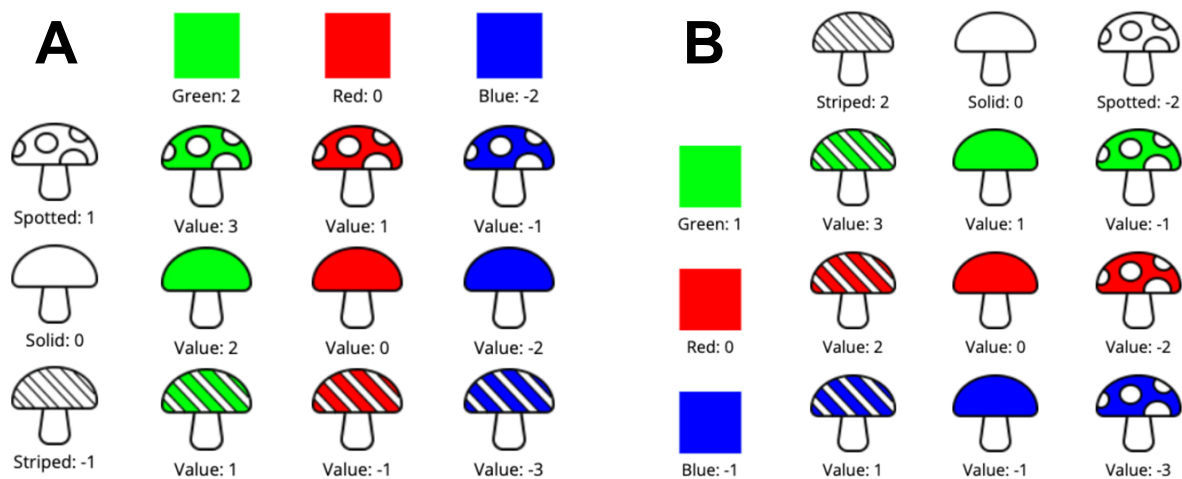 A
Green: 2 Red: 0 Blue: -2
Spotted: 1 Value: 3 Value: 1 Value: -1
Solid: 0 Value: 2 Value: 0 Value: -2
Striped: -1 Value: 1 Value: -1 Value: -3
B
Striped: 2 Solid: 0 Spotted: -2
Green: 1 Value: 3 Value: 1 Value: -1
Red: 0 Value: 2 Value: 0 Value: -2
Blue: -1 Value: 1 Value: -1 Value: -3